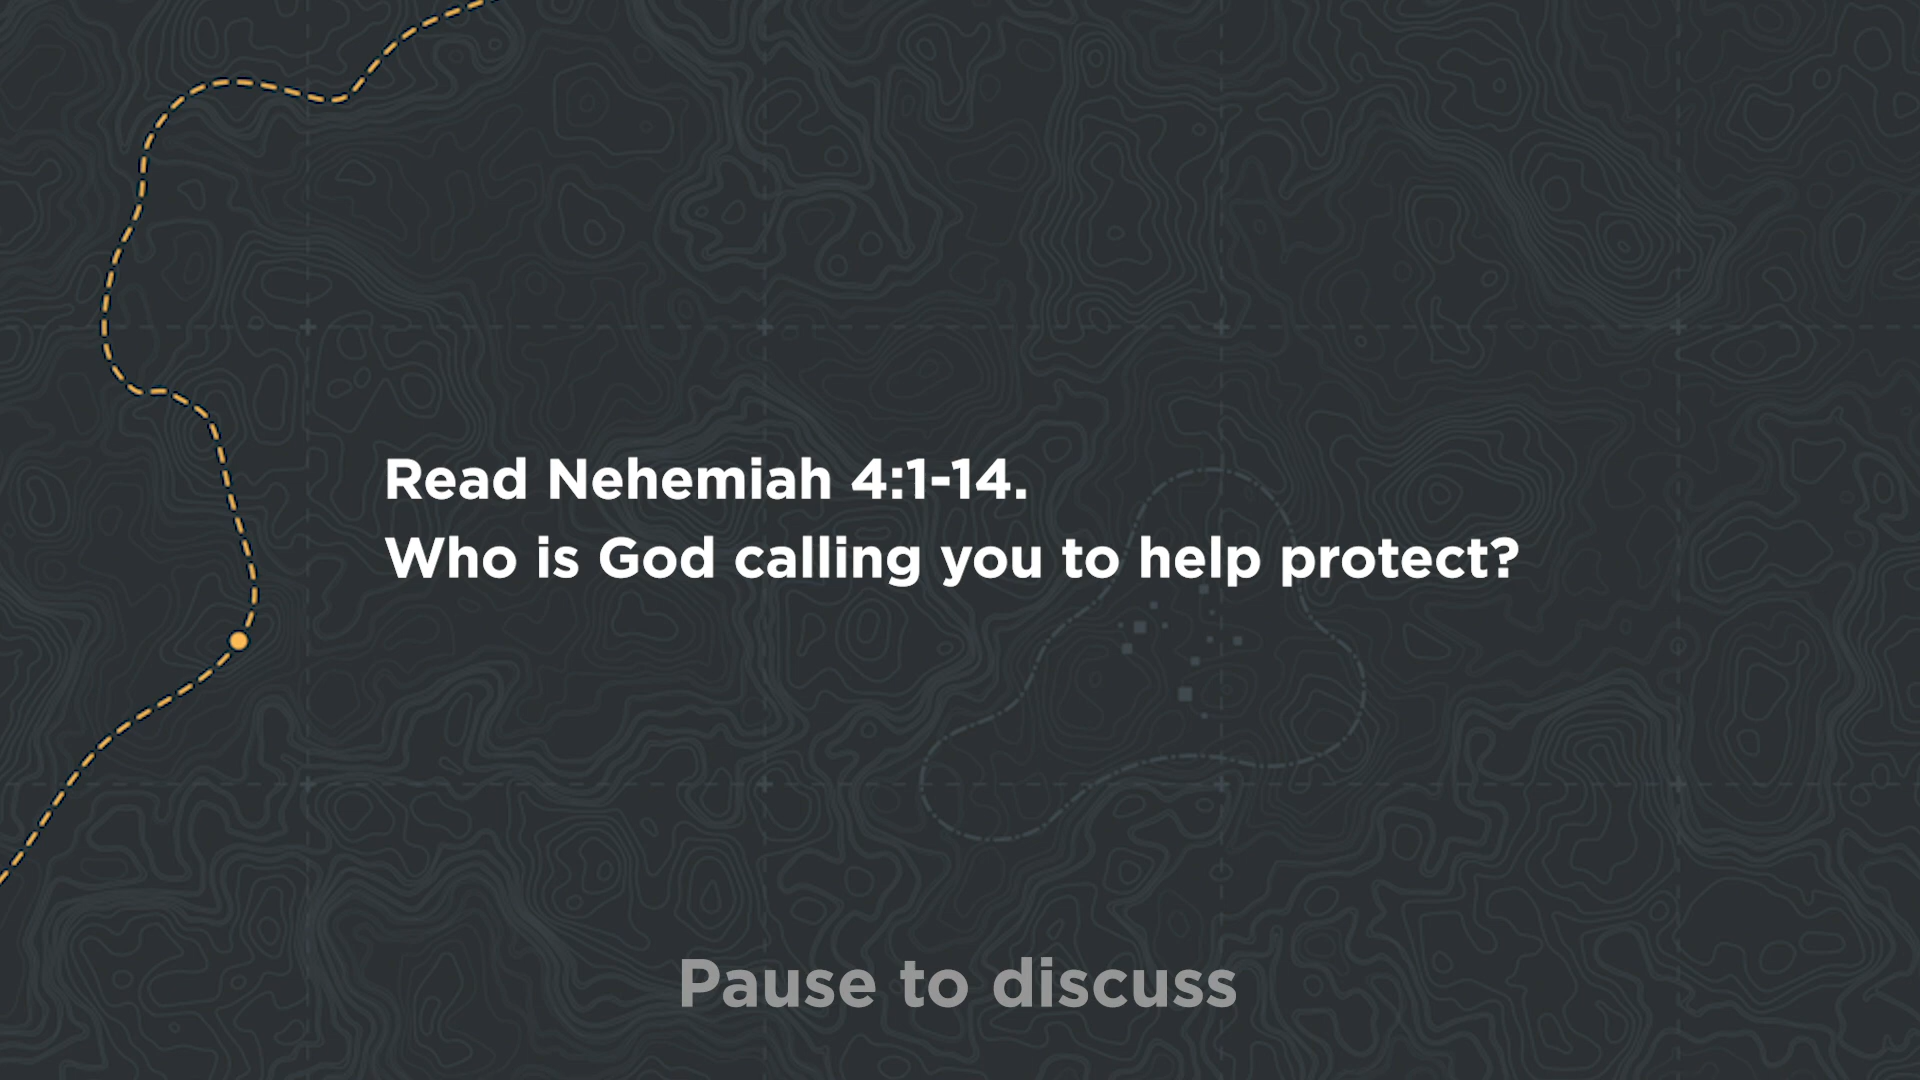 Read Nehemiah 4:1-14.
Who is God calling you to help protect?
Pause to discuss